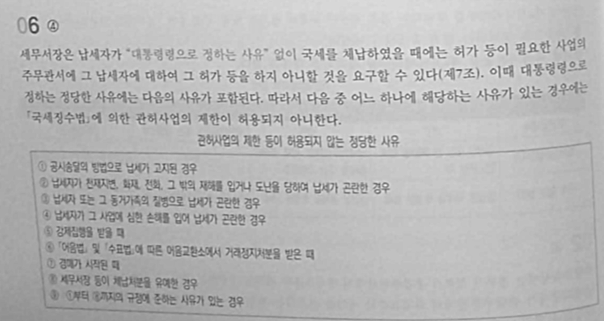 06 ④
세무서장은 납세자가 "대통령령으로 정하는 사유" 없이 국세를 체납하였을 때에는 허가 등이 필요한 사업의
주무관서에 그 납세자에 대하여 그 허가 등을 하지 아니할 것을 요구할 수 있다(제7조). 이때 대통령령으로
정하는 정당한 사유에는 다음의 사유가 포함된다. 따라서 다음 중 어느 하나에 해당하는 사유가 있는 경우에는
「국세징수법」에 의한 관허사업의 제한이 허용되지 아니한다.
관허사업의 제한 등이 허용되지 않는 정당한 사유
① 공시송달의 방법으로 납세가 고지된 경우
② 납세자가 천재지변, 화재, 전화, 그 밖의 재해를 입거나 도난을 당하여 납세가 곤란한 경우
③ 납세자 또는 그 동거가족의 질병으로 납세가 곤란한 경우
④ 납세자가 그 사업에 심한 손해를 입어 납세가 곤란한 경우
⑤ 강제집행을 받을 때
⑥ 「어음법」 및 「수표법」에 따른 어음교환소에서 거래정지처분을 받은 때
⑦ 경매가 시작된 때
⑧ 세무서장 등이 체납처분을 유예한 경우
⑨ ①부터 ⑧까지의 규정에 준하는 사유가 있는 경우